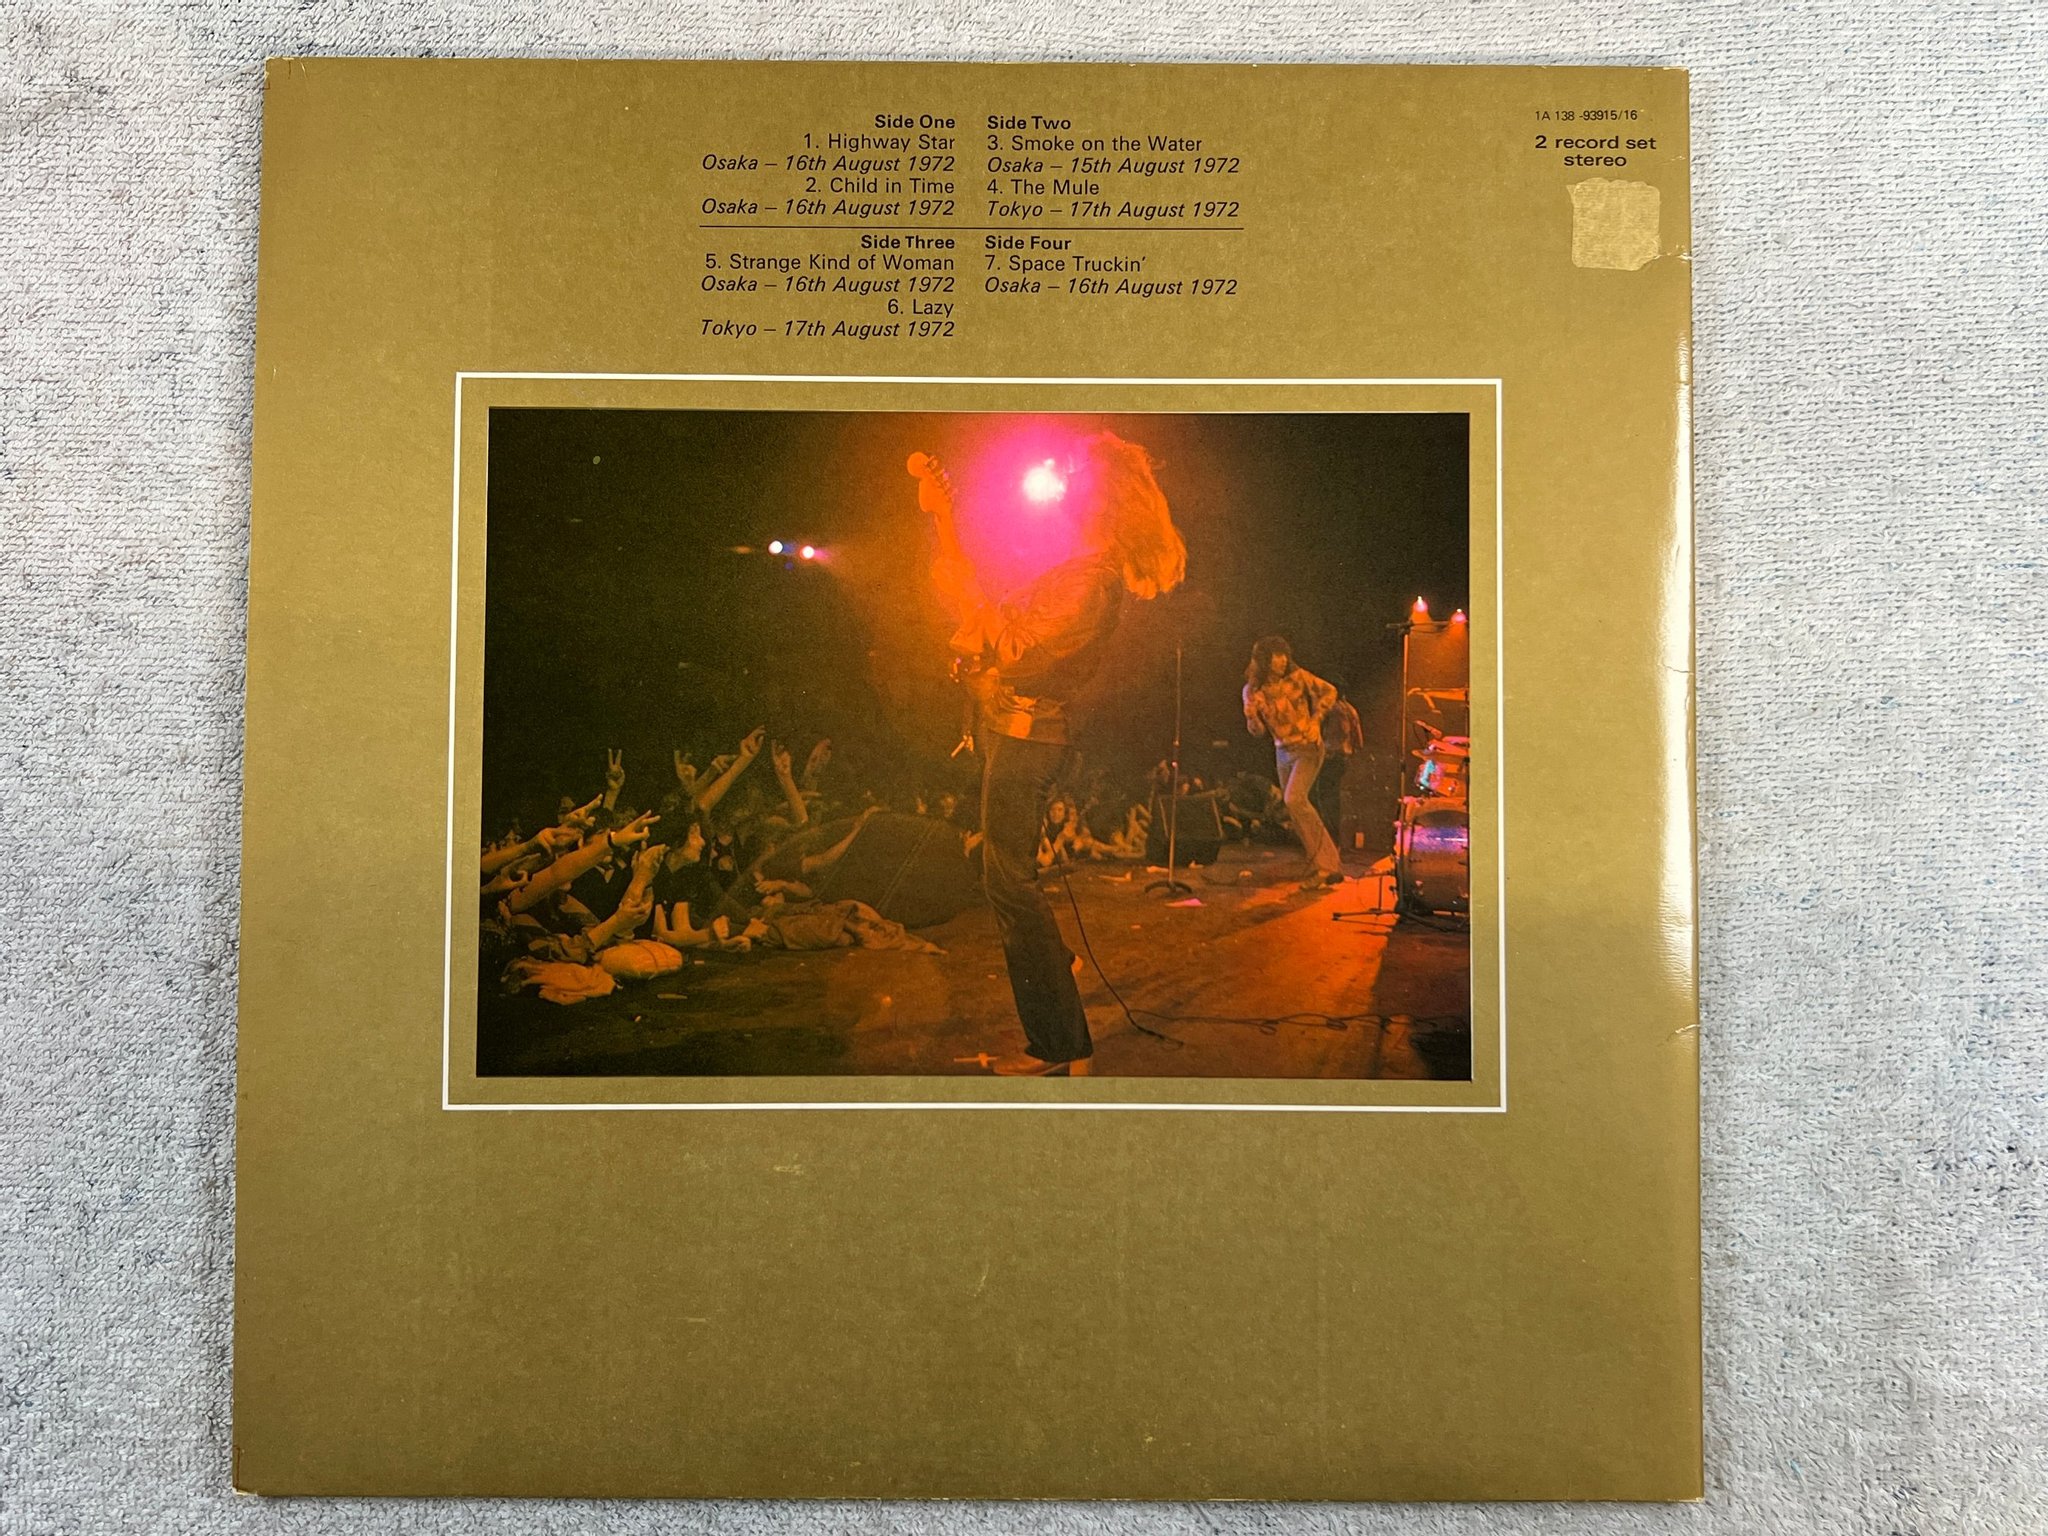 Side One
1. Highway Star
Osaka – 16th August 1972
2. Child in Time
Osaka – 16th August 1972
Side Two
3. Smoke on the Water
Osaka – 15th August 1972
4. The Mule
Tokyo – 17th August 1972
Side Three
5. Strange Kind of Woman
Osaka – 16th August 1972
6. Lazy
Tokyo – 17th August 1972
Side Four
7. Space Truckin'
Osaka – 16th August 1972
1A 138 -93915/16
2 record set
stereo